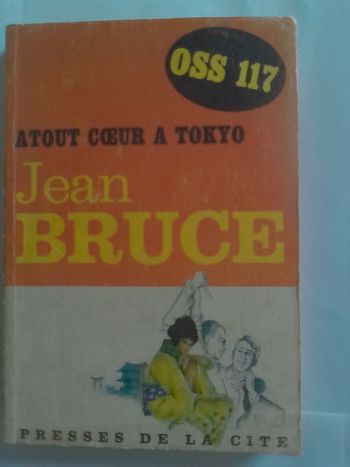 OSS 117
ATOUT CŒUR A TOKYO
Jean
BRUCE
PRESSES DE LA CITE